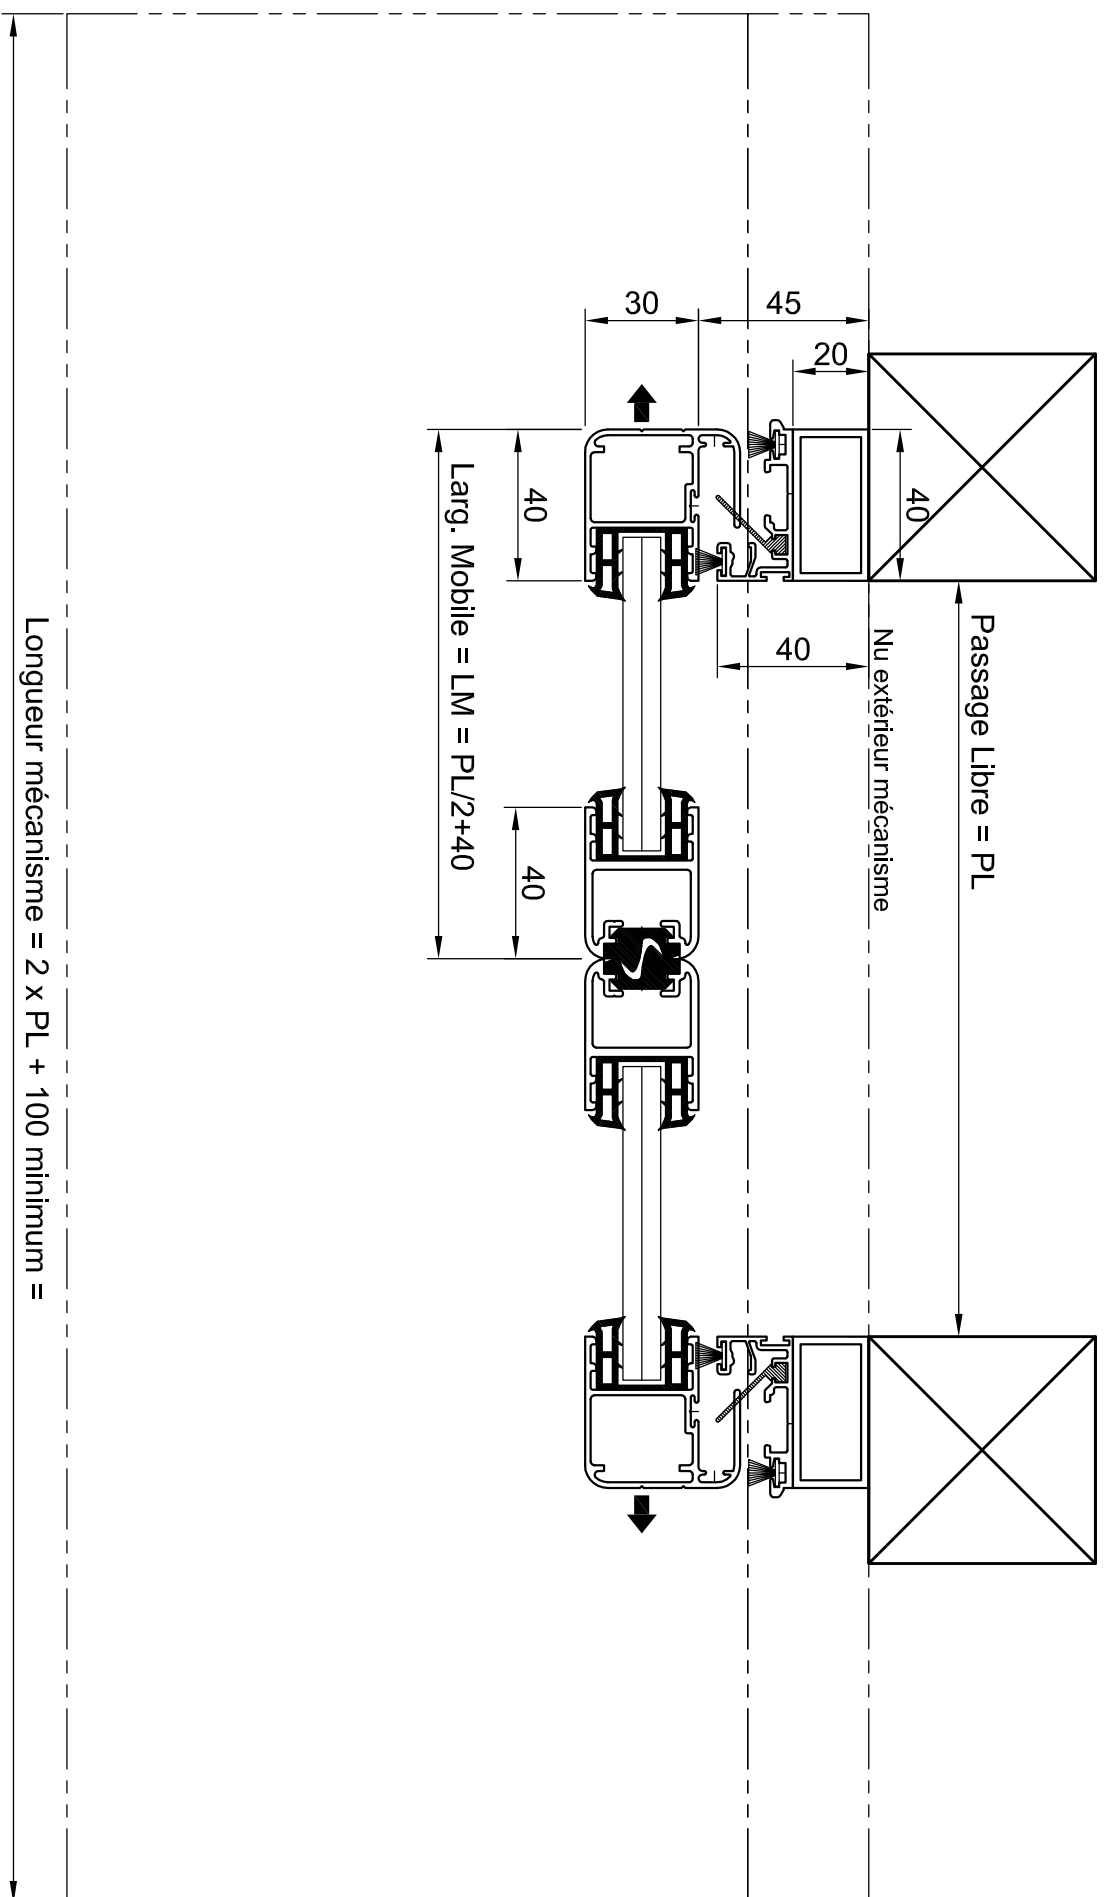 30
45
20
40
40
Passage Libre = PL
Nu extérieur mécanisme
40
Larg. Mobile = LM = PL/2+40
40
Longueur mécanisme = 2 x PL + 100 minimum =